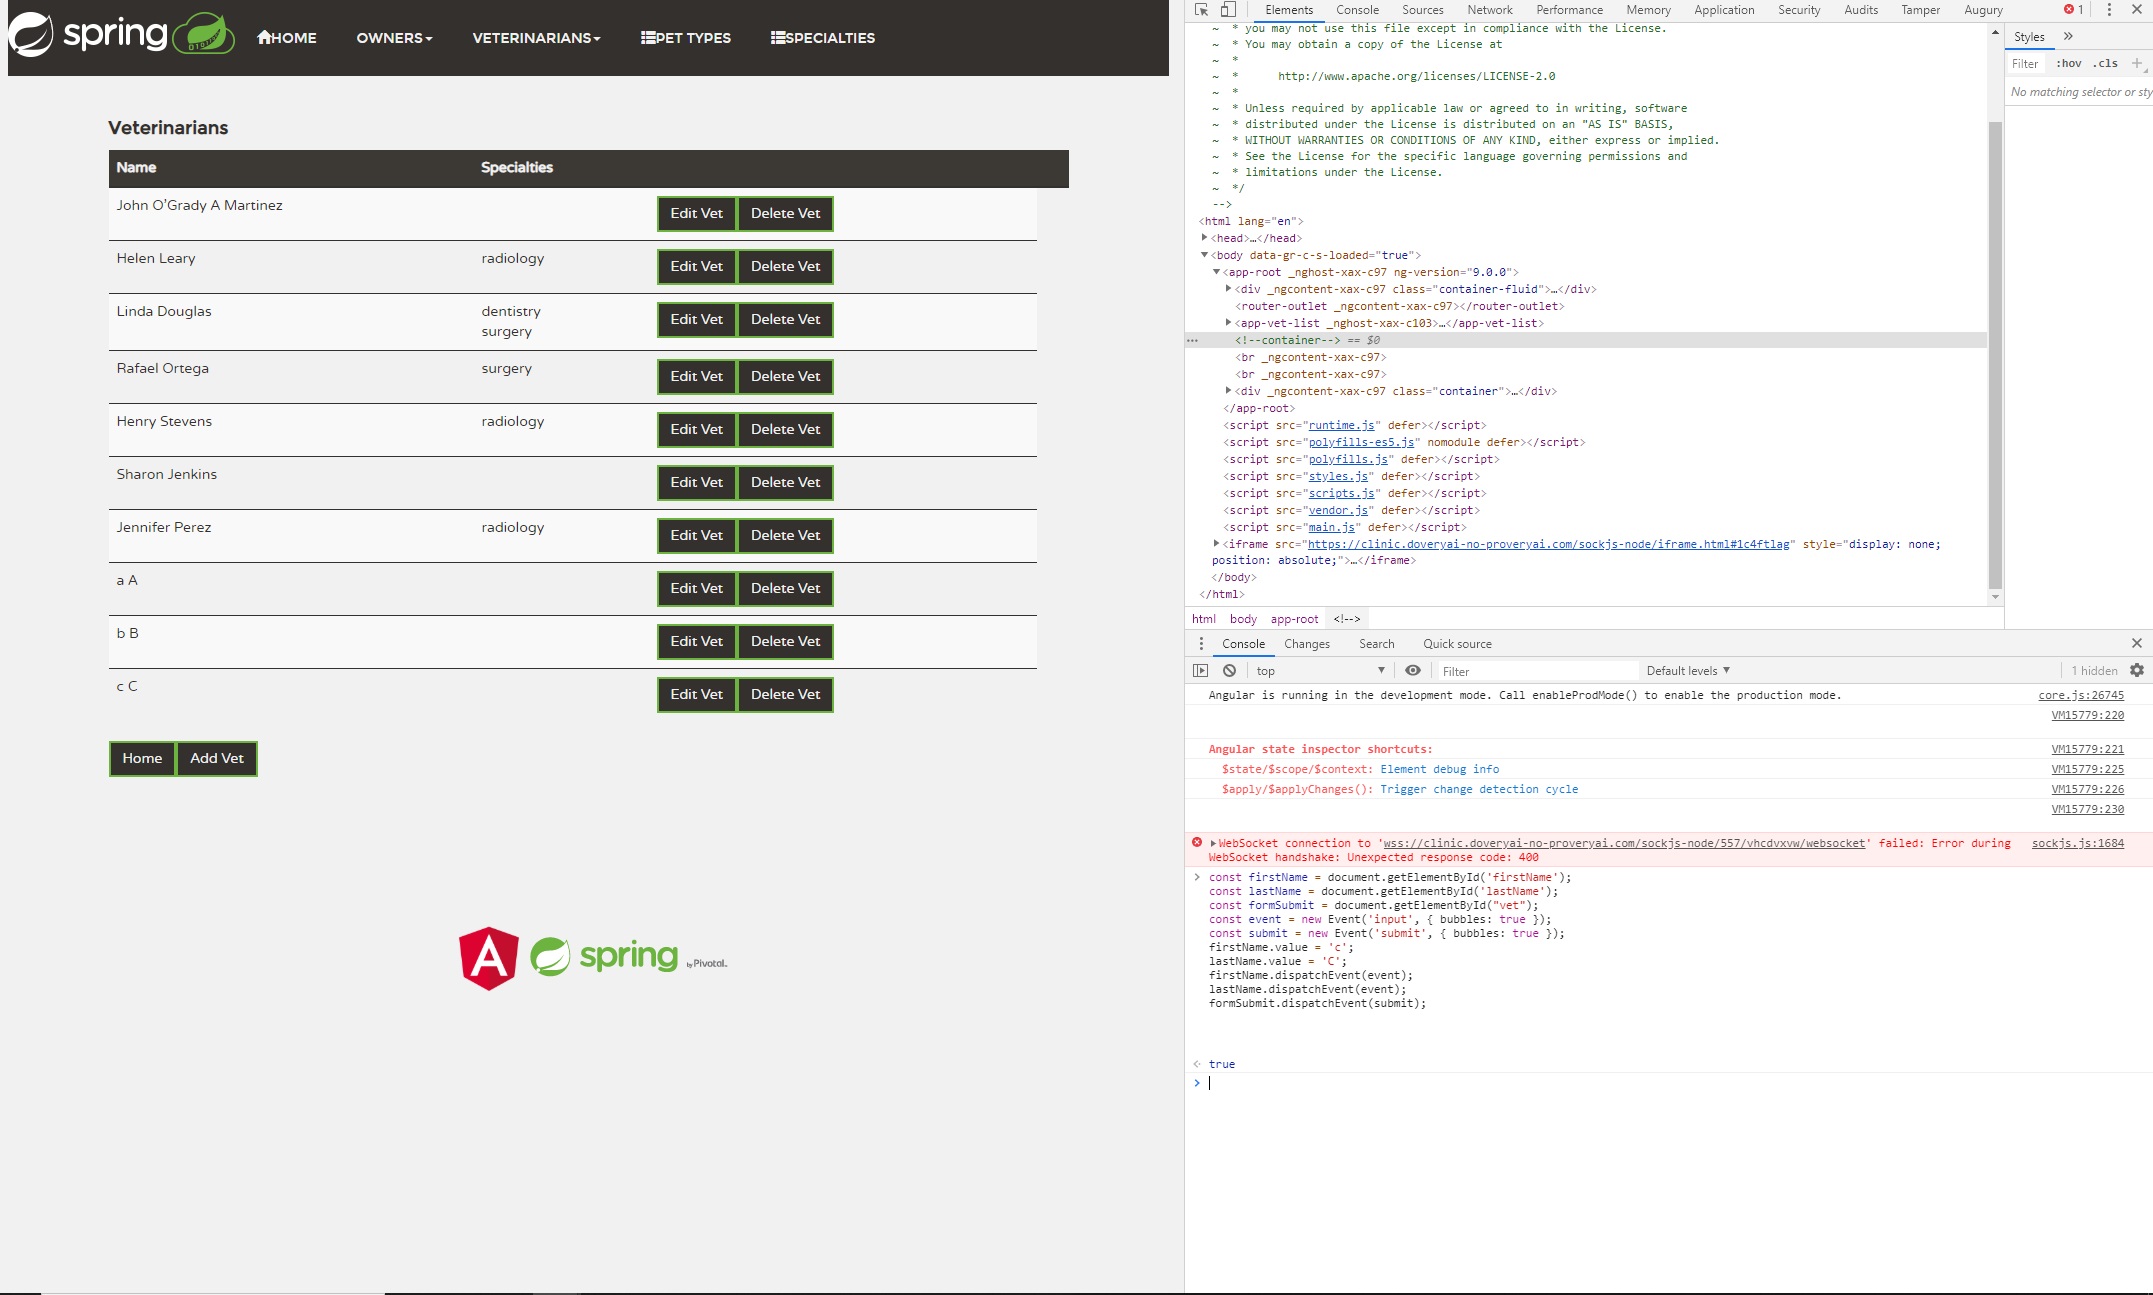 spring
HOME
OWNERS
VETERINARIANS
PET TYPES
SPECIALTIES
Veterinarians
Name Specialties
John O'Grady A Martinez Edit Vet Delete Vet
Helen Leary radiology Edit Vet Delete Vet
Linda Douglas dentistry Edit Vet Delete Vet
surgery
Rafael Ortega surgery Edit Vet Delete Vet
Henry Stevens radiology Edit Vet Delete Vet
Sharon Jenkins Edit Vet Delete Vet
Jennifer Perez radiology Edit Vet Delete Vet
a A Edit Vet Delete Vet
b B Edit Vet Delete Vet
c C Edit Vet Delete Vet
Home Add Vet
A spring by Pivotal.
Elements Console Sources Network Performance Memory Application Security Audits Tamper Augury 1
~ * you may not use this file except in compliance with the License.
~ * You may obtain a copy of the License at
~ *
~ * http://www.apache.org/licenses/LICENSE-2.0
~ *
~ * Unless required by applicable law or agreed to in writing, software
~ * distributed under the License is distributed on an "AS IS" BASIS,
~ * WITHOUT WARRANTIES OR CONDITIONS OF ANY KIND, either express or implied.
~ * See the License for the specific language governing permissions and
~ * limitations under the License.
~ */
-->
<html lang="en">
<head>…</head>
<body data-gr-c-s-loaded="true">
<app-root _nghost-xax-c97 ng-version="9.0.0">
<div _ngcontent-xax-c97 class="container-fluid">…</div>
<router-outlet _ngcontent-xax-c97></router-outlet>
<app-vet-list _nghost-xax-c103>…</app-vet-list>
<!--container--> == $0
<br _ngcontent-xax-c97>
<br _ngcontent-xax-c97>
<div _ngcontent-xax-c97 class="container">…</div>
</app-root>
<script src="runtime.js" defer></script>
<script src="polyfills-es5.js" nomodule defer></script>
<script src="polyfills.js" defer></script>
<script src="styles.js" defer></script>
<script src="scripts.js" defer></script>
<script src="vendor.js" defer></script>
<script src="main.js" defer></script>
<iframe src="https://clinic.doveryai-no-proveryai.com/sockjs-node/iframe.html#1c4ftlag" style="display: none;
position: absolute;">…</iframe>
</body>
</html>
html body app-root <!-->
Styles »
Filter :hov .cls +
No matching selector or sty
Console Changes Search Quick source
top Filter Default levels 1 hidden
Angular is running in the development mode. Call enableProdMode() to enable the production mode. core.js:26745
VM15779:220
Angular state inspector shortcuts: VM15779:221
$state/$scope/$context: Element debug info VM15779:225
$apply/$applyChanges(): Trigger change detection cycle VM15779:226
VM15779:230
WebSocket connection to 'wss://clinic.doveryai-no-proveryai.com/sockjs-node/557/vhcdvxvw/websocket' failed: Error during sockjs.js:1684
WebSocket handshake: Unexpected response code: 400
> const firstName = document.getElementById('firstName');
const lastName = document.getElementById('lastName');
const formSubmit = document.getElementById("vet");
const event = new Event('input', { bubbles: true });
const submit = new Event('submit', { bubbles: true });
firstName.value = 'c';
lastName.value = 'C';
firstName.dispatchEvent(event);
lastName.dispatchEvent(event);
formSubmit.dispatchEvent(submit);
true
>